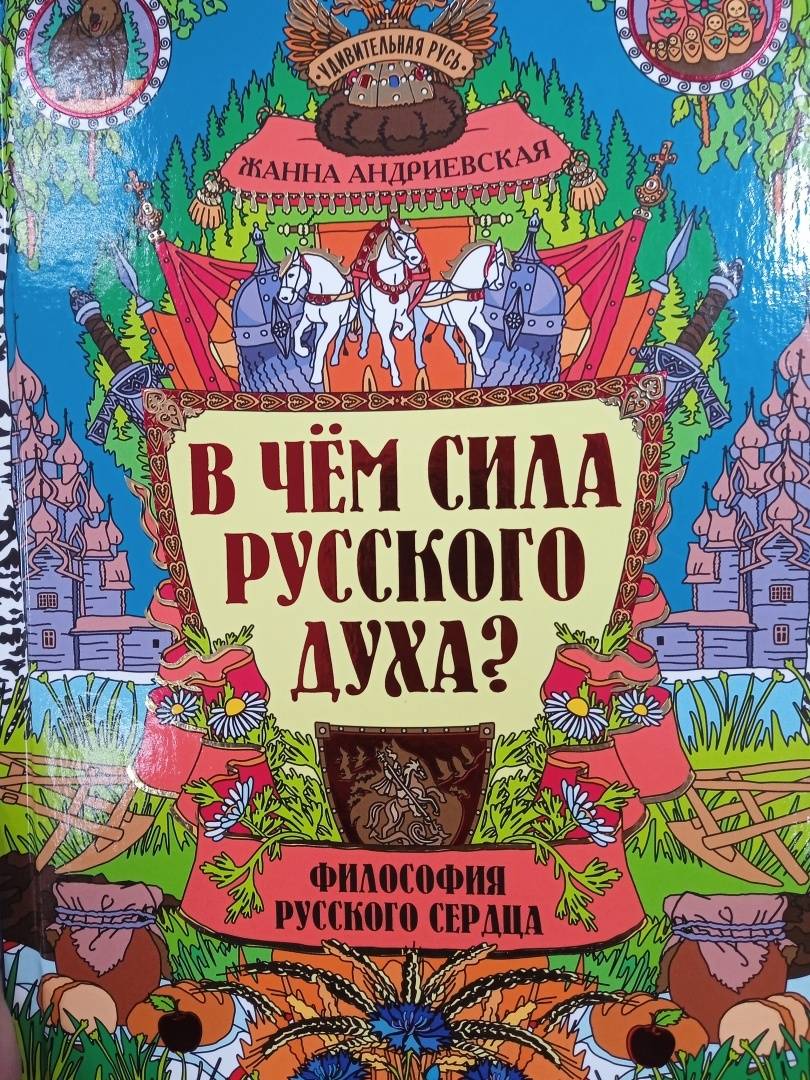 УДИВИТЕЛЬНАЯ РУСЬ
ЖАННА АНДРИЕВСКАЯ
В ЧЁМ СИЛА
РУССКОГО
ДУХА?
ФИЛОСОФИЯ
РУССКОГО СЕРДЦА